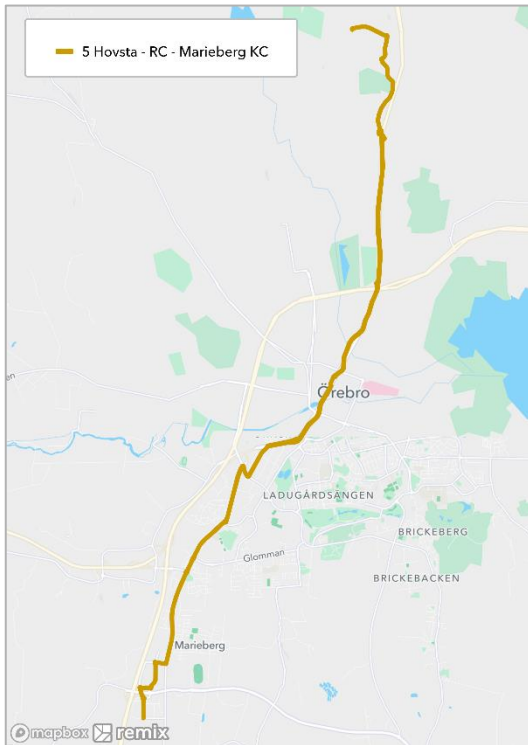 5 Hovsta - RC - Marieberg KC
Örebro
LADUGÅRDSÄNGEN
BRICKEBERG
Glomman
BRICKEBACKEN
Marieberg
mapbox remix